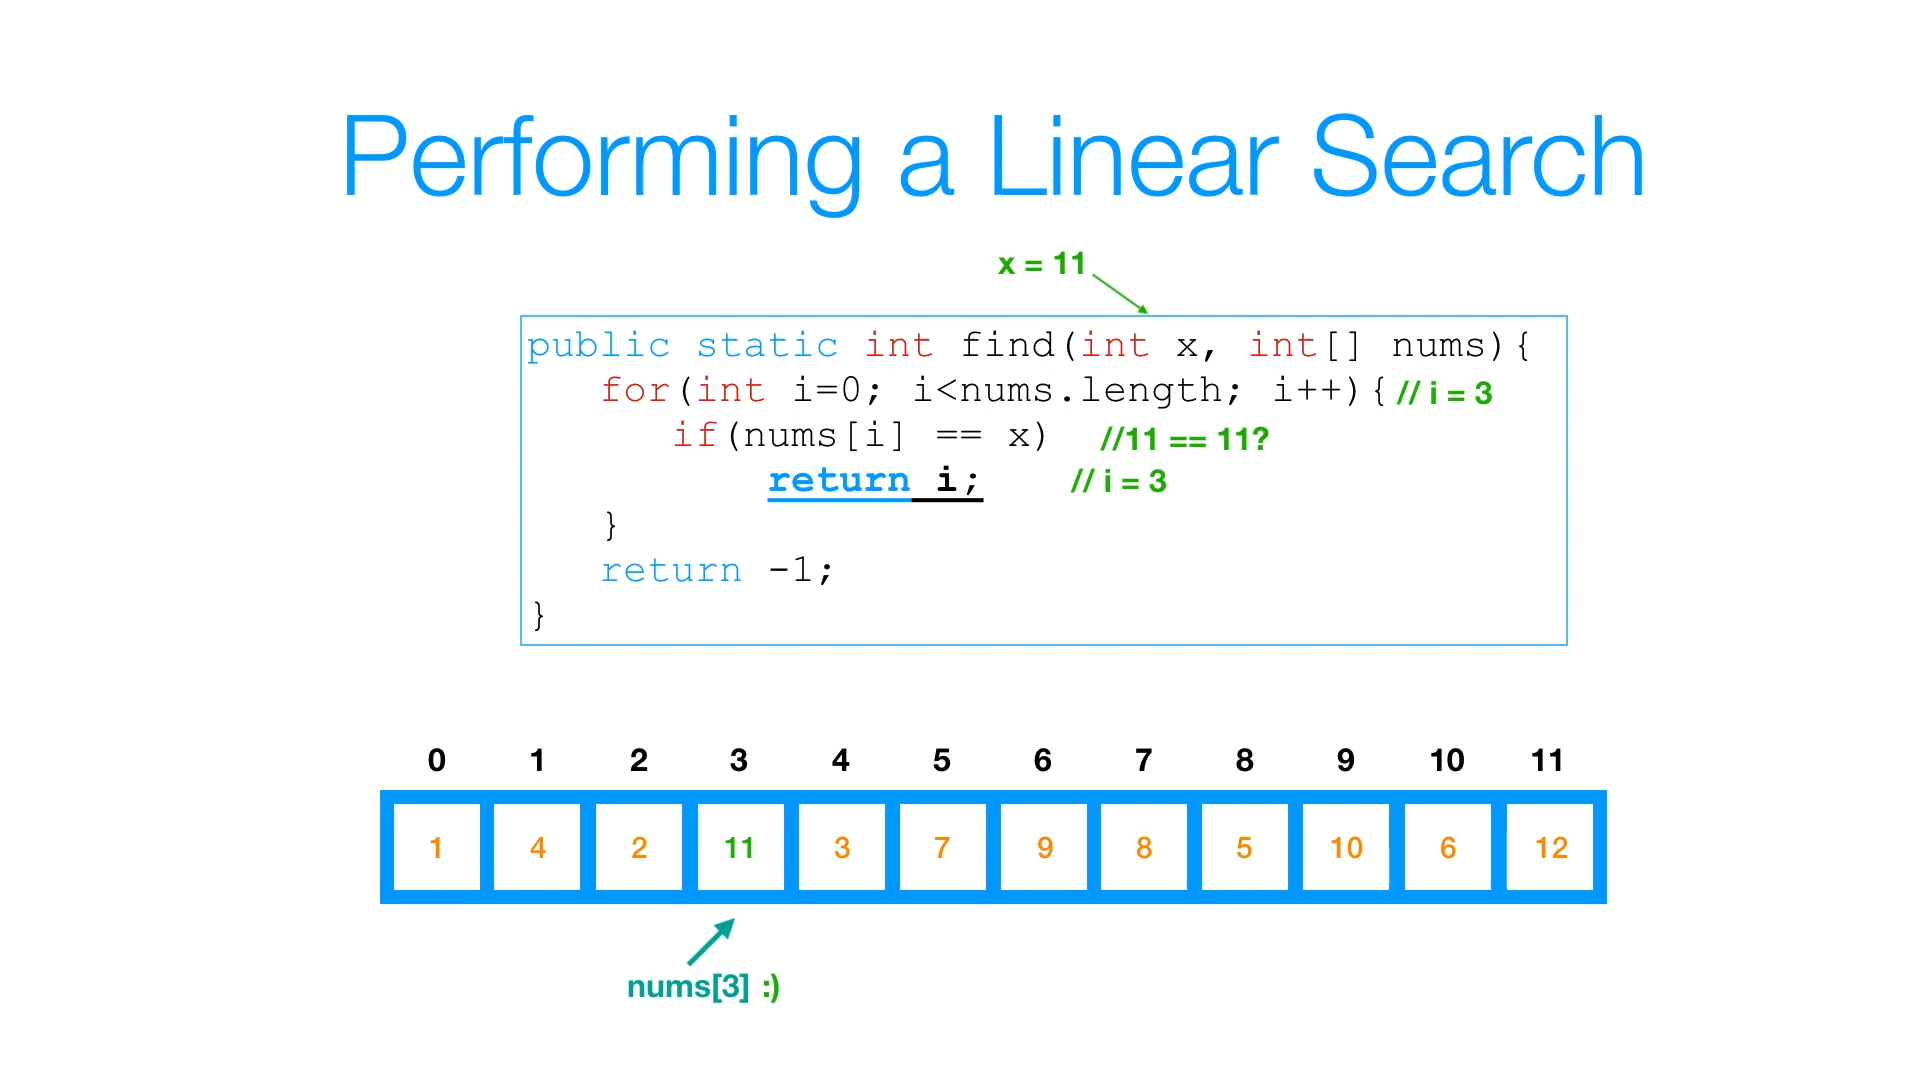 Performing a Linear Search
x = 11
public static int find(int x, int[] nums){
for(int i=0; i<nums.length; i++){ // i = 3
if(nums[i] == x) //11 == 11?
return i; // i = 3
}
return -1;
}
0 1 2 3 4 5 6 7 8 9 10 11
1 4 2 11 3 7 9 8 5 10 6 12
nums[3] :)